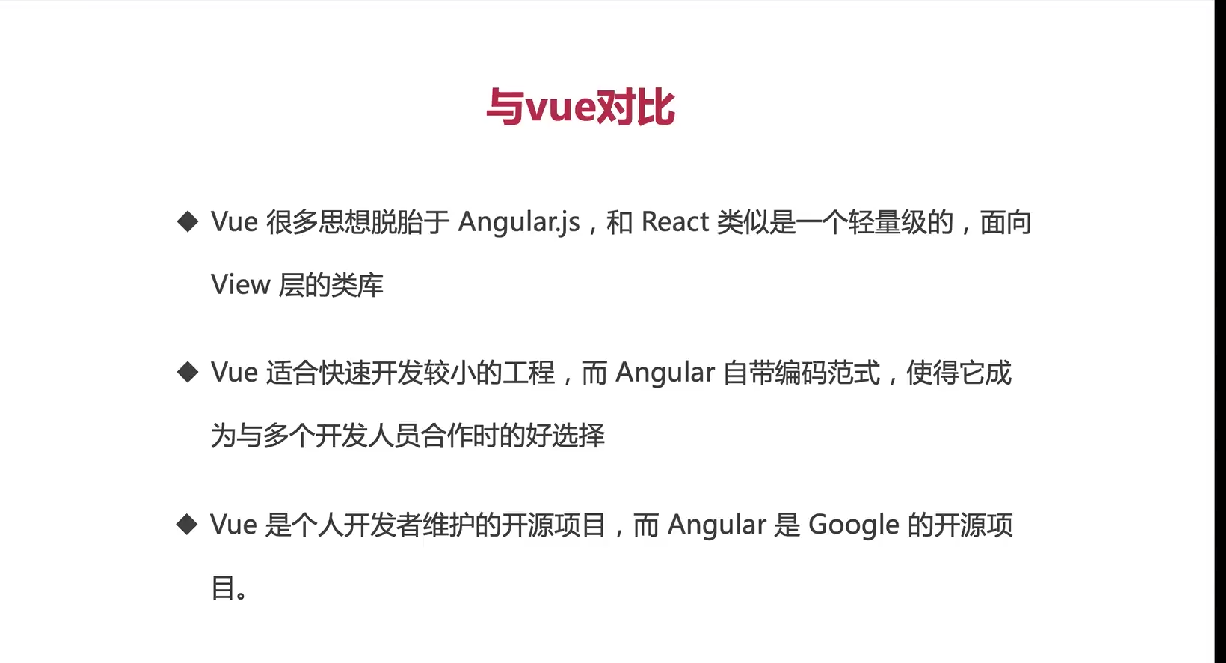 与vue对比
◆ Vue 很多思想脱胎于 Angular.js，和 React 类似是一个轻量级的，面向
View 层的类库
◆ Vue 适合快速开发较小的工程，而 Angular 自带编码范式，使得它成
为与多个开发人员合作时的好选择
◆ Vue 是个人开发者维护的开源项目，而 Angular 是 Google 的开源项
目。